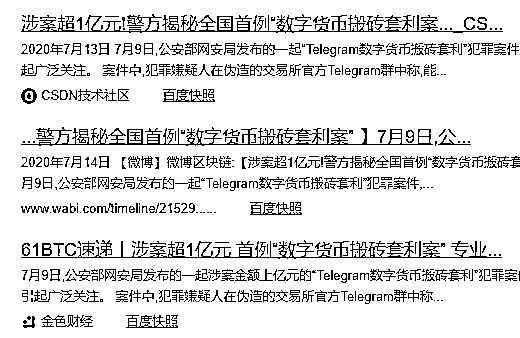 涉案超1亿元!警方揭秘全国首例“数字货币搬砖套利案..._CS...
2020年7月13日 7月9日,公安部网安局发布的一起“Telegram数字货币搬砖套利”犯罪案件
起广泛关注。 案件中,犯罪嫌疑人在伪造的交易所官方Telegram群中称,能...
CSDN技术社区 百度快照
...警方揭秘全国首例“数字货币搬砖套利案” 】7月9日,公...
2020年7月14日 【微博】微博区块链:【涉案超1亿元!警方揭秘全国首例“数字货币搬砖套
月9日,公安部网安局发布的一起“Telegram数字货币搬砖套利”犯罪案件,...
www.wabi.com/timeline/21529...... 百度快照
61BTC速递丨涉案超1亿元 首例“数字货币搬砖套利案” 专业...
7月9日,公安部网安局发布的一起涉案金额上亿元的“Telegram数字货币搬砖套利”犯罪案件
引起广泛关注。 案件中,犯罪嫌疑人在伪造的交易所官方Telegram群中称...
金色财经 百度快照